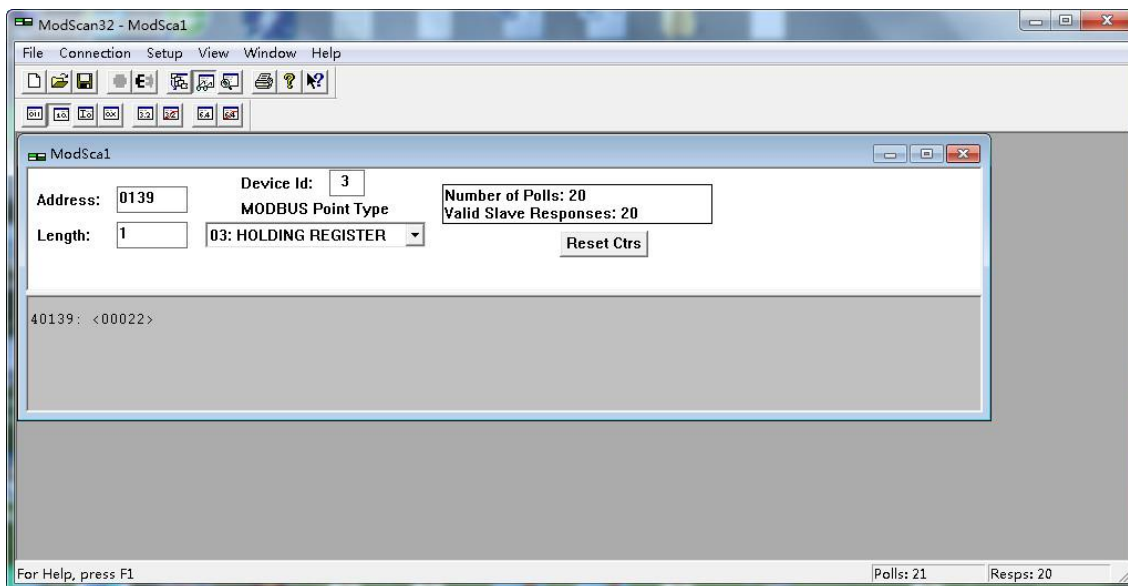 ModScan32 - ModSca1
File Connection Setup View Window Help
ModSca1
Device Id: 3
Address: 0139
MODBUS Point Type
Number of Polls: 20
Valid Slave Responses: 20
Length: 1
03: HOLDING REGISTER
Reset Ctrs
40139: <00022>
For Help, press F1
Polls: 21
Resps: 20